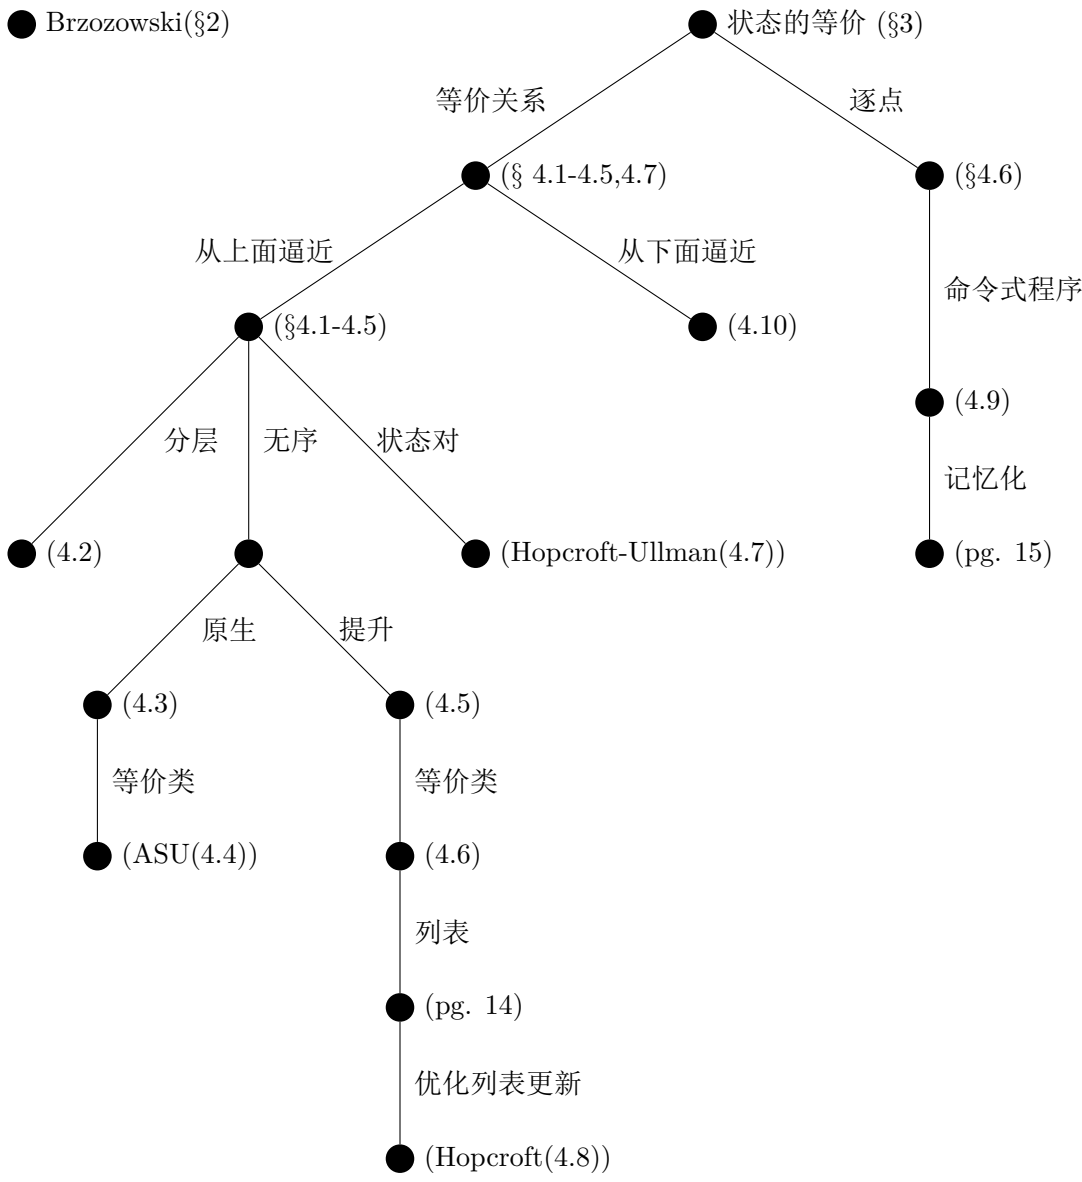 Brzozowski(§2)
状态的等价 (§3)
等价关系
逐点
(§ 4.1-4.5,4.7)
(§4.6)
从上面逼近
从下面逼近
命令式程序
(§4.1-4.5)
(4.10)
(4.9)
分层
无序
状态对
记忆化
(4.2)
(Hopcroft-Ullman(4.7))
(pg. 15)
原生
提升
(4.3)
(4.5)
等价类
等价类
(ASU(4.4))
(4.6)
列表
(pg. 14)
优化列表更新
(Hopcroft(4.8))